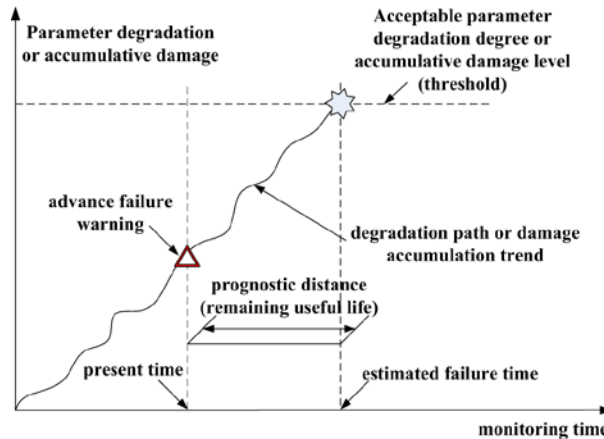 Parameter degradation
or accumulative damage
Acceptable parameter
degradation degree or
accumulative damage level
(threshold)
advance failure
warning
degradation path or damage
accumulation trend
prognostic distance
(remaining useful life)
present time
estimated failure time
monitoring time